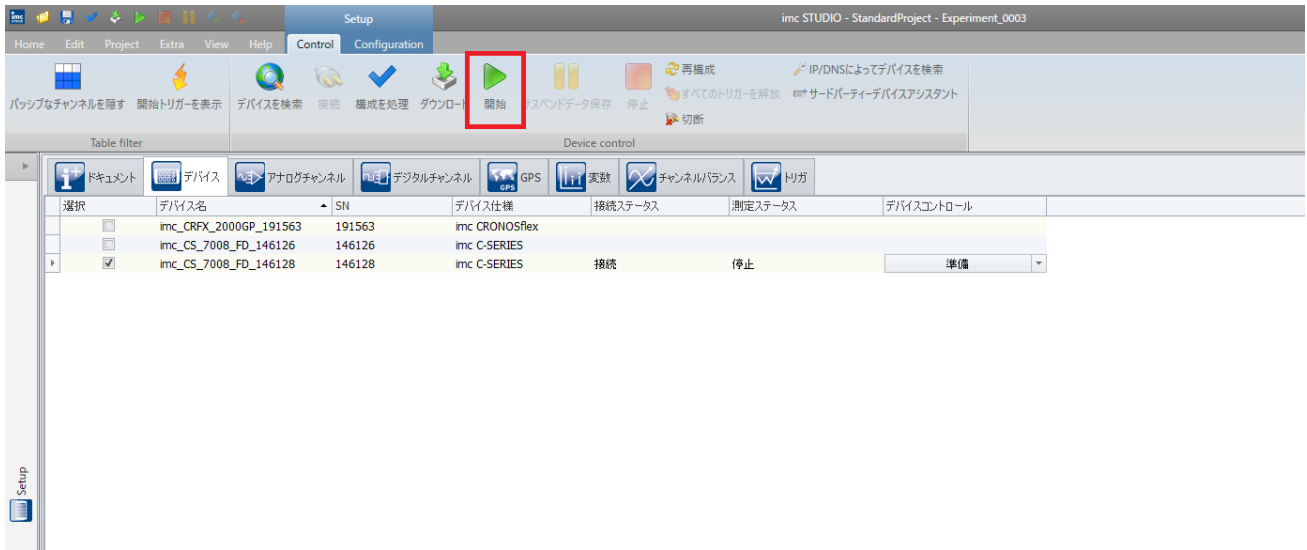 imc
Setup
imc STUDIO - StandardProject - Experiment_0003
Home Edit Project Extra View Help Control Configuration
パッシブなチャンネルを隠す 開始トリガーを表示 デバイスを検索 接続 構成を処理 ダウンロード 開始 サスペンドデータ保存 停止
再構成 IP/DNSによってデバイスを検索
すべてのトリガーを解放 サードパーティーデバイスアシスタント
切断
Table filter Device control
ドキュメント デバイス アナログチャンネル デジタルチャンネル GPS GPS 変数 チャンネルバランス トリガ
選択 デバイス名 SN デバイス仕様 接続ステータス 測定ステータス デバイスコントロール
imc_CRFX_2000GP_191563 191563 imc CRONOSflex
imc_CS_7008_FD_146126 146126 imc C-SERIES
imc_CS_7008_FD_146128 146128 imc C-SERIES 接続 停止 準備
Setup